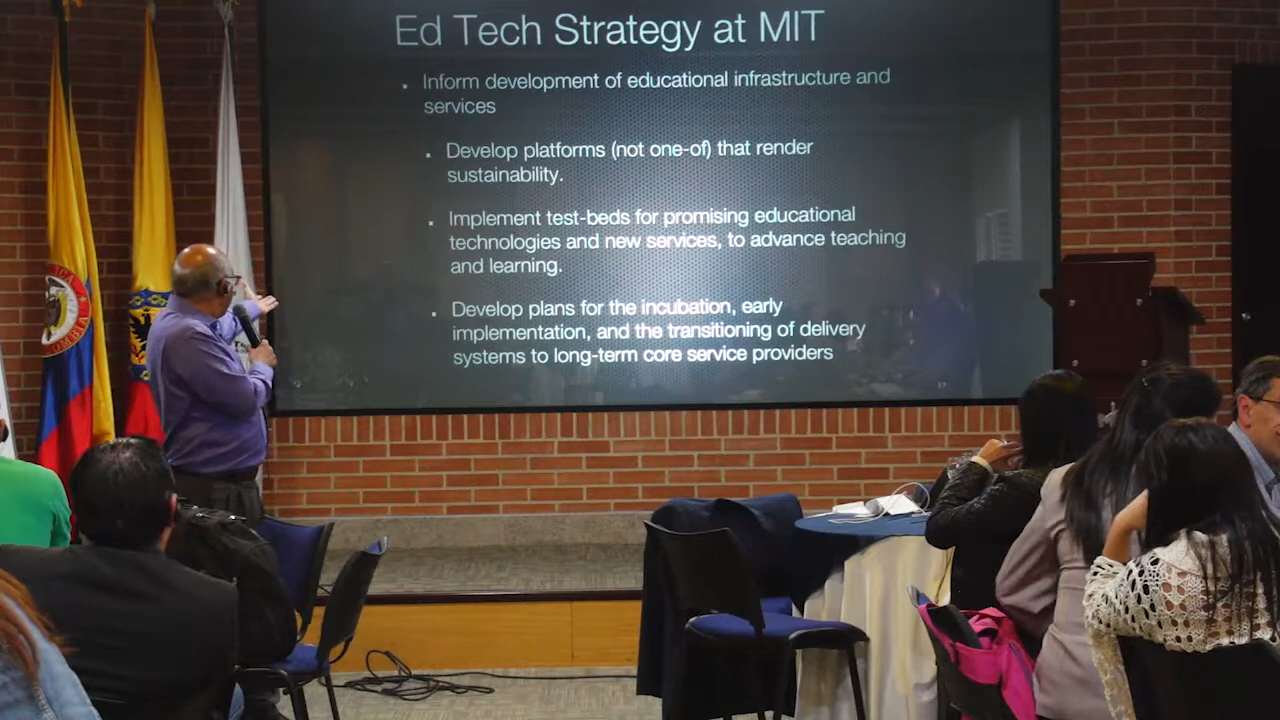 Ed Tech Strategy at MIT
Inform development of educational infrastructure and
services
Develop platforms (not one-of) that render
sustainability.
Implement test-beds for promising educational
technologies and new services, to advance teaching
and learning.
Develop plans for the incubation, early
implementation, and the transitioning of delivery
systems to long-term core service providers
17